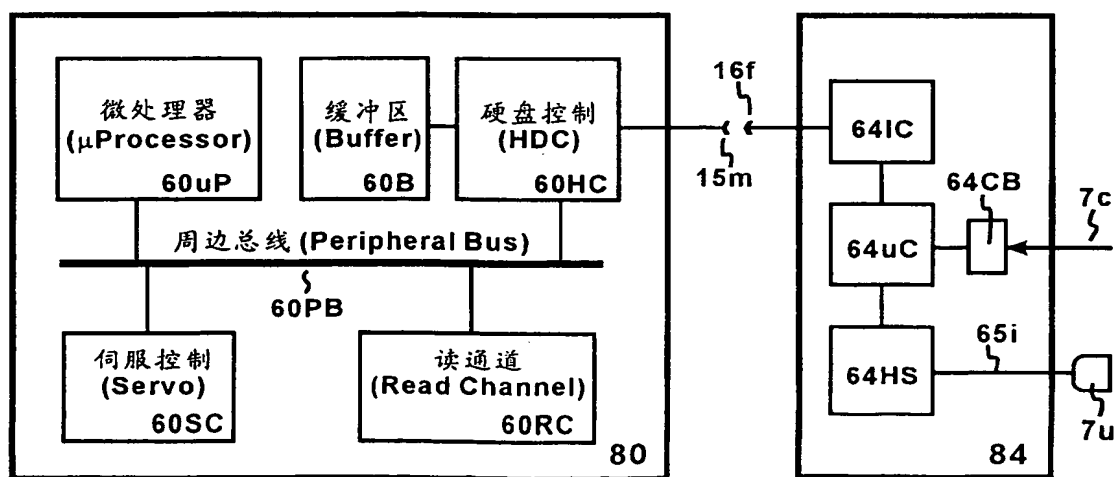 微处理器
(μProcessor)
60uP
缓冲区
(Buffer)
60B
硬盘控制
(HDC)
60HC
周边总线 (Peripheral Bus)
60PB
伺服控制
(Servo)
60SC
读通道
(Read Channel)
60RC
80
16f
15m
64IC
64CB
7c
64uC
65i
64HS
7u
84